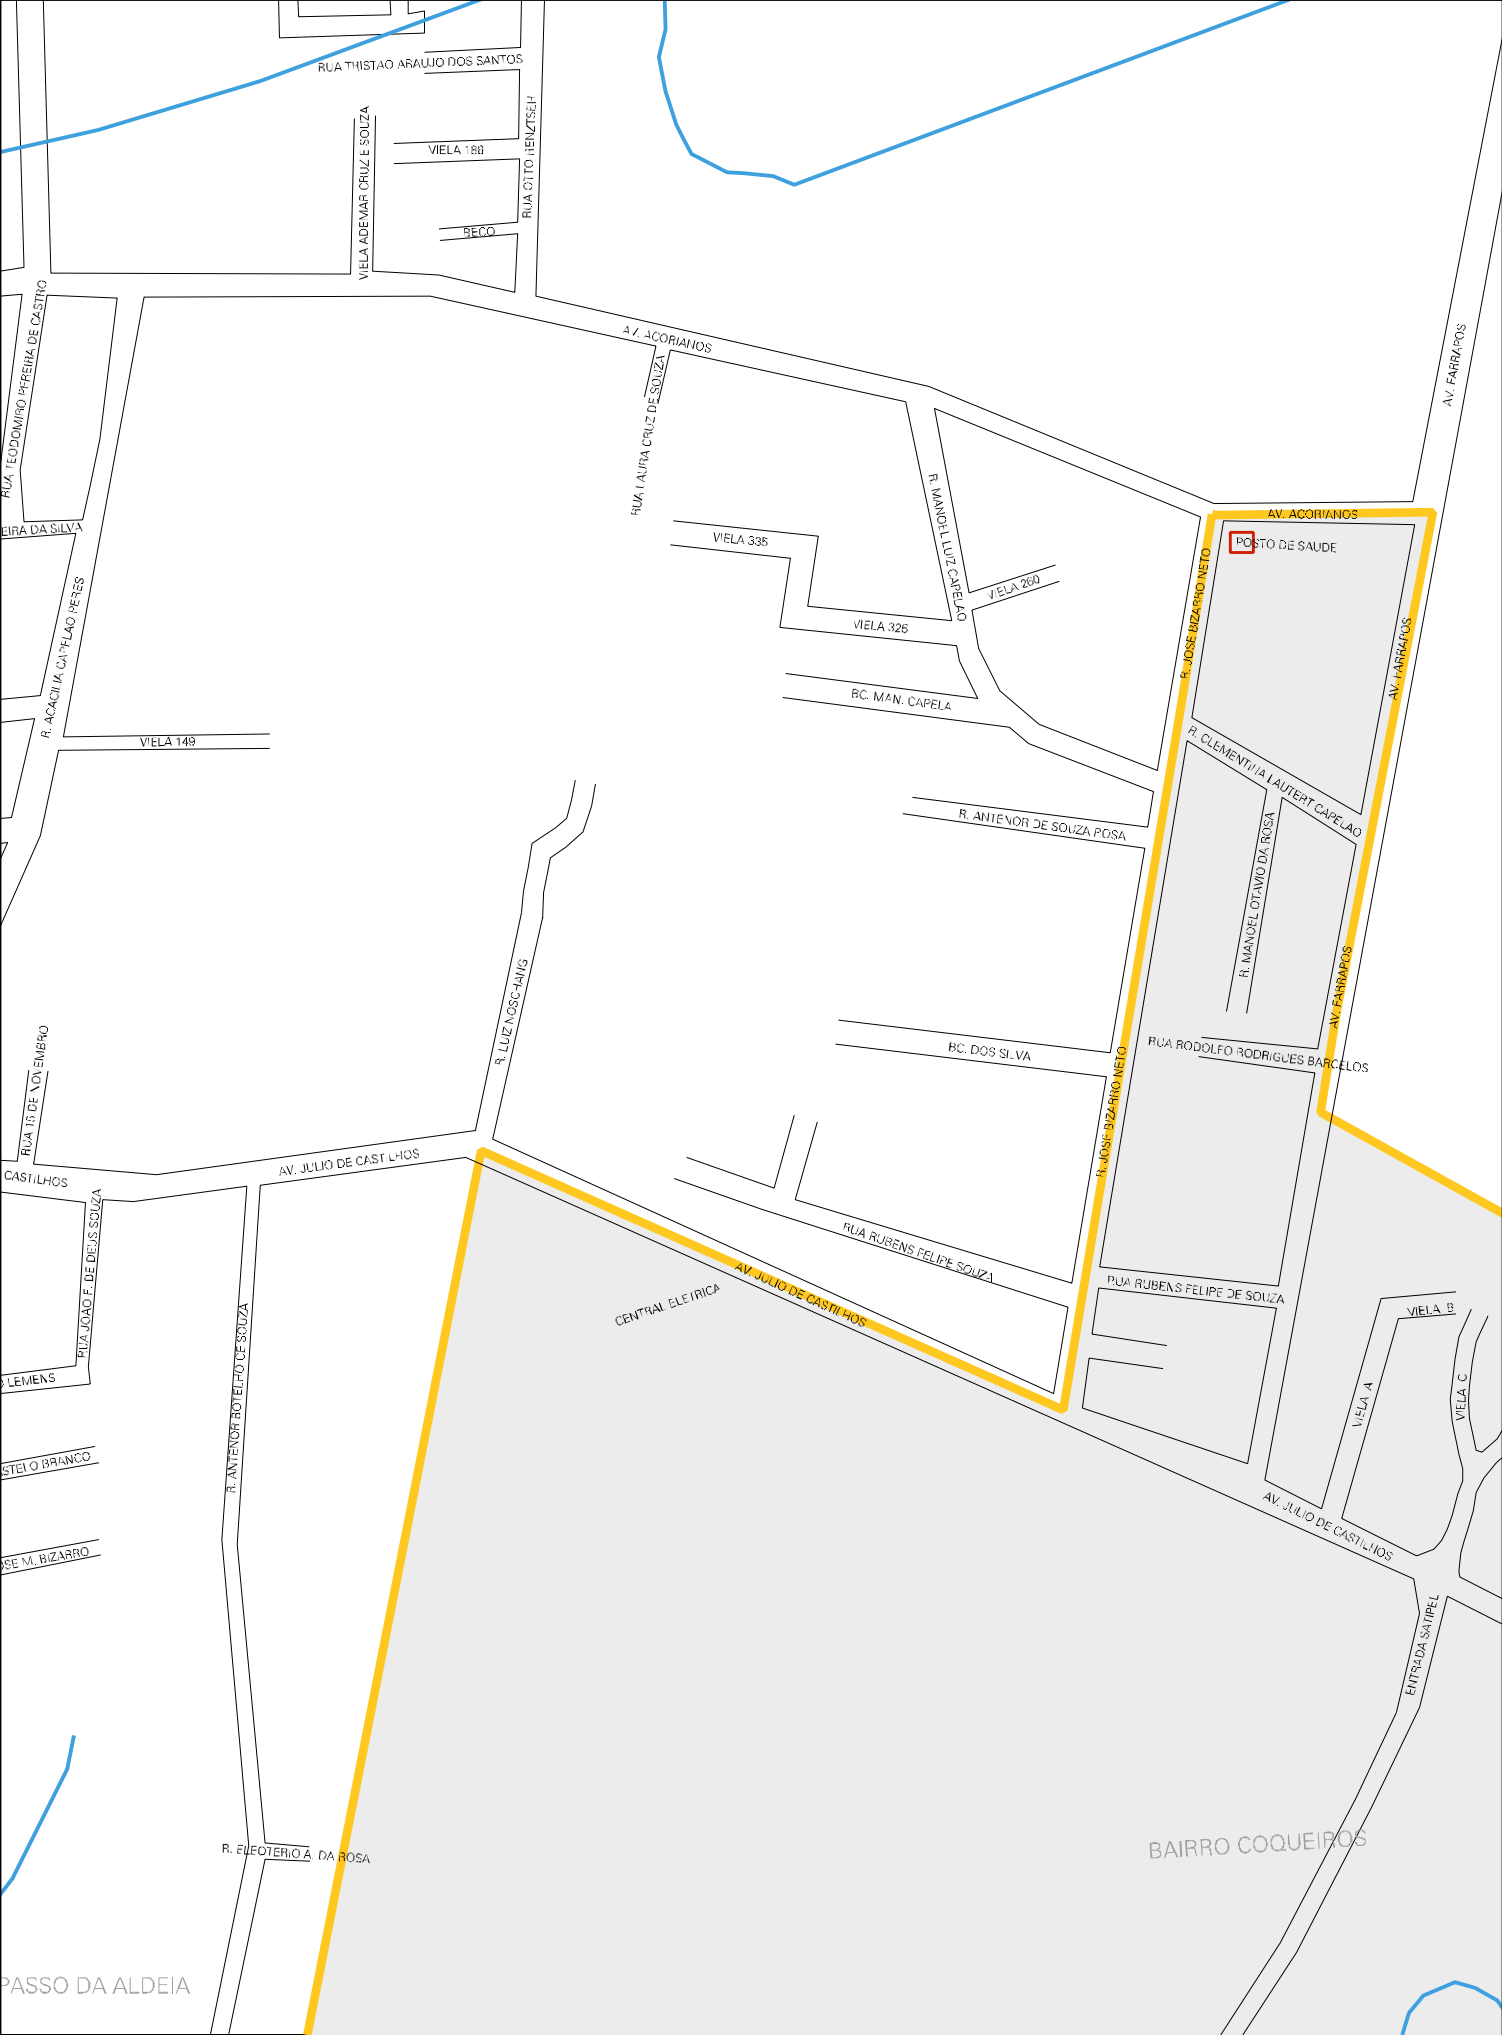 RUA TRISTAO ARAUJO DOS SANTOS
RUA OTTO HENZTSEH
VIELA ADEMAR CRUZ E SOUZA
VIELA 186
BECO
RUA TEODOMIRO PEREIRA DE CASTRO
AV. ACORIANOS
AV. FARRAPOS
RUA LAURA CRUZ DE SOUZA
R. MANOEL LUIZ CAPELAO
EIRA DA SILVA
VIELA 335
AV. ACORIANOS
POSTO DE SAUDE
R. JOSE BIZARRO NETO
VIELA 260
R. ACACILIA CAPELAO PERES
VIELA 325
AV. FARRAPOS
BC. MAN. CAPELA
VIELA 149
R. CLEMENTINA LAUTERT CAPELAO
R. ANTENOR DE SOUZA ROSA
R. MANOEL OTAVIO DA ROSA
R. LUIZ NOSCHANG
AV. FARRAPOS
RUA 15 DE NOVEMBRO
BC. DOS SILVA
RUA RODOLFO RODRIGUES BARCELOS
R. JOSE BIZARRO NETO
CASTILHOS
AV. JULIO DE CASTILHOS
RUA JOAO F. DE DEUS SOUZA
RUA RUBENS FELIPE SOUZA
AV. JULIO DE CASTILHOS
RUA RUBENS FELIPE DE SOUZA
CENTRAL ELETRICA
VIELA B
R. ANTENOR BOTELHO DE SOUZA
LEMENS
VIELA A
VIELA C
STELO BRANCO
AV. JULIO DE CASTILHOS
OSE M. BIZARRO
ENTRADA SATIPEL
BAIRRO COQUEIROS
R. ELEOTERIO A. DA ROSA
PASSO DA ALDEIA